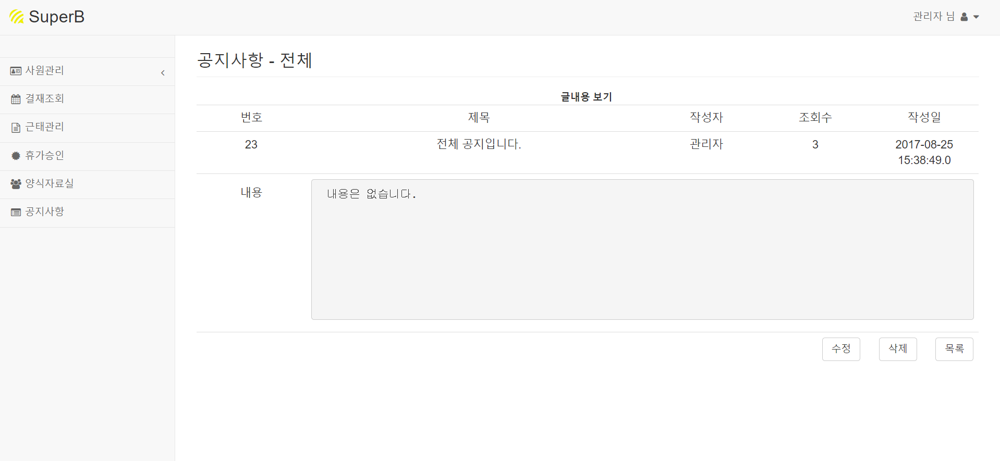 SuperB
관리자 님
사원관리
결재조회
근태관리
휴가승인
양식자료실
공지사항
공지사항 - 전체
글내용 보기
번호 제목 작성자 조회수 작성일
23 전체 공지입니다. 관리자 3 2017-08-25
15:38:49.0
내용 내용은 없습니다.
수정 삭제 목록